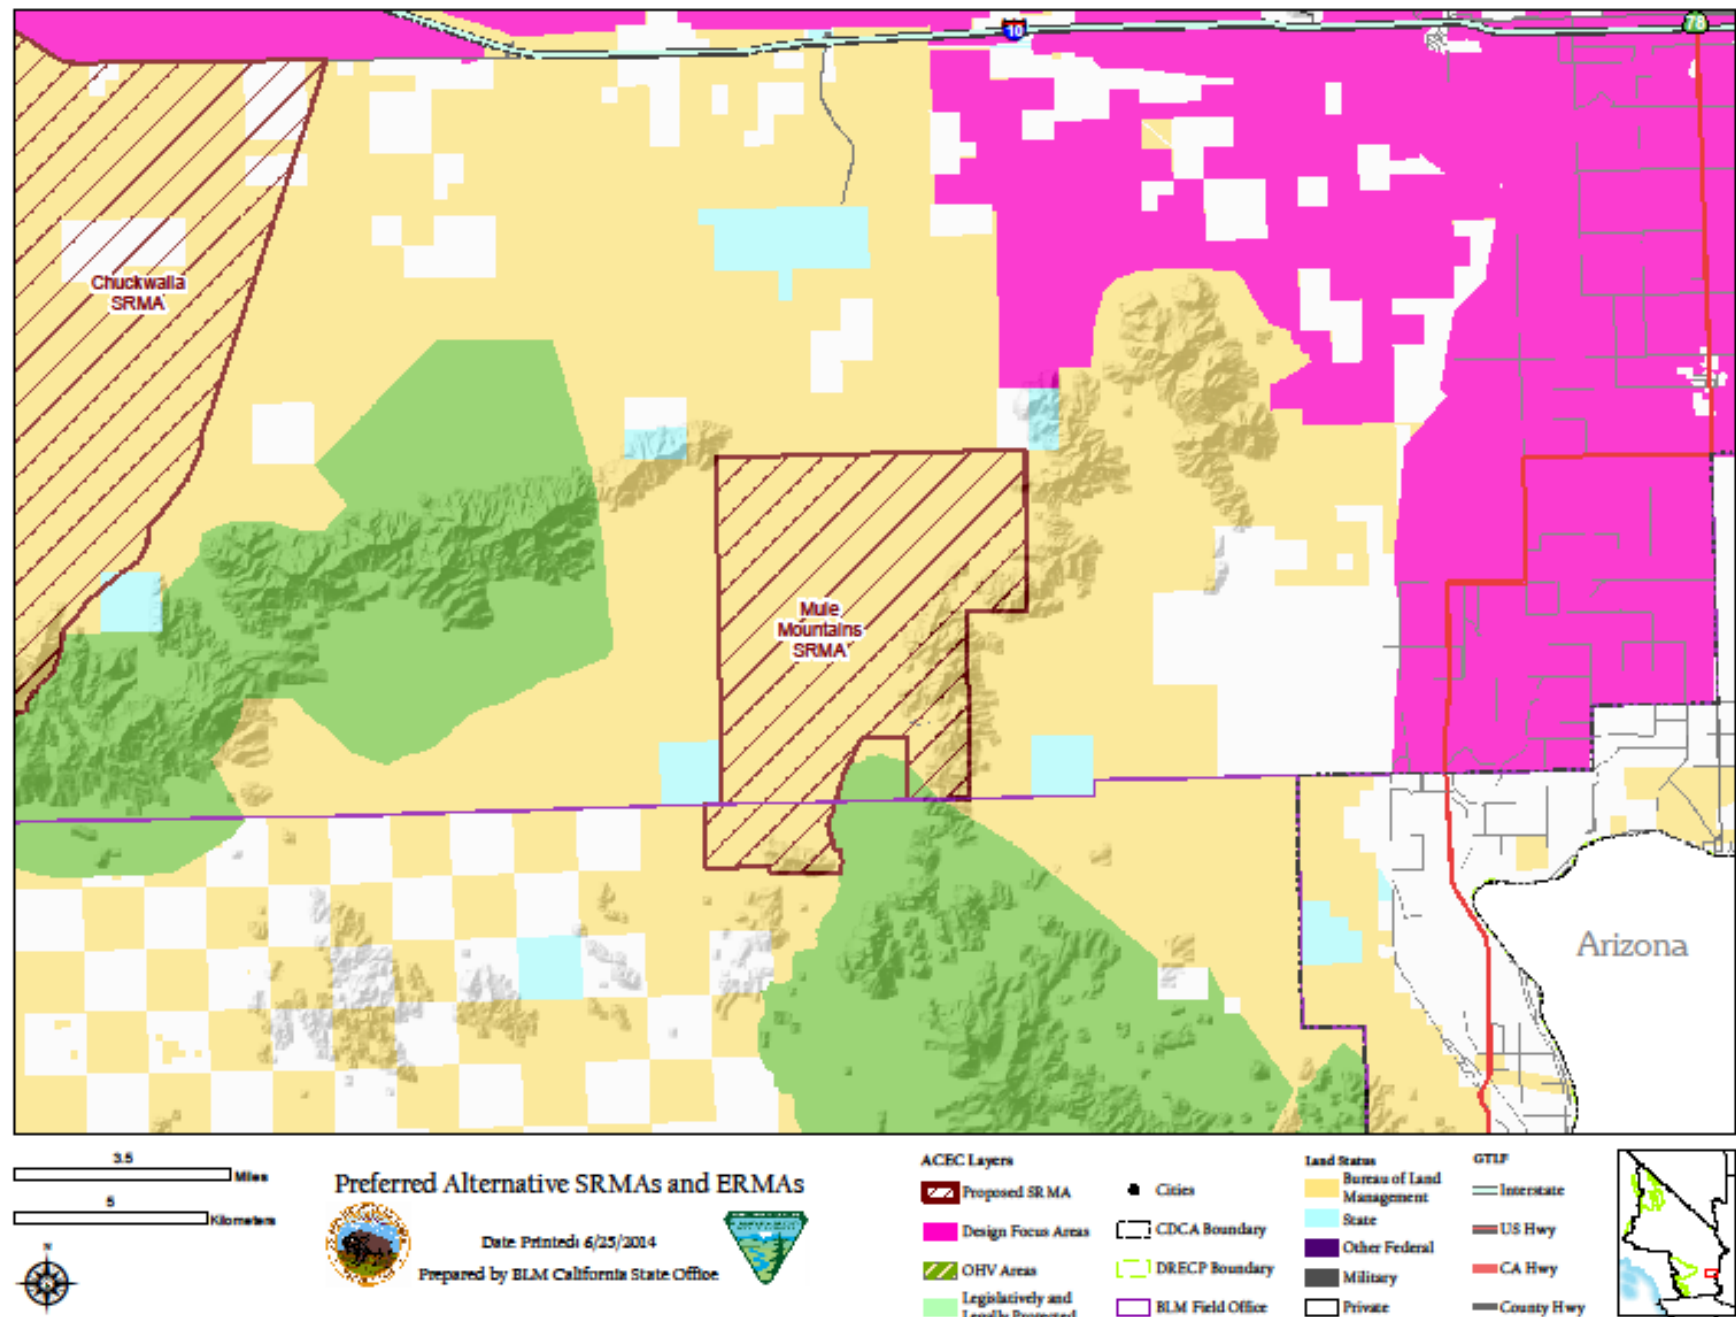 10
78
Chuckwalla
SRMA
Mule
Mountains
SRMA
Arizona
3.5
Miles
5
Kilometers
N
Preferred Alternative SRMAs and ERMAs
Date Printed: 6/25/2014
Prepared by BLM California State Office
ACEC Layers
Proposed SRMA
Design Focus Areas
OHV Areas
Legislatively and
Legally Protected
Cities
CDCA Boundary
DRECP Boundary
BLM Field Office
Land Status
Bureau of Land
Management
State
Other Federal
Military
Private
GTLF
Interstate
US Hwy
CA Hwy
County Hwy